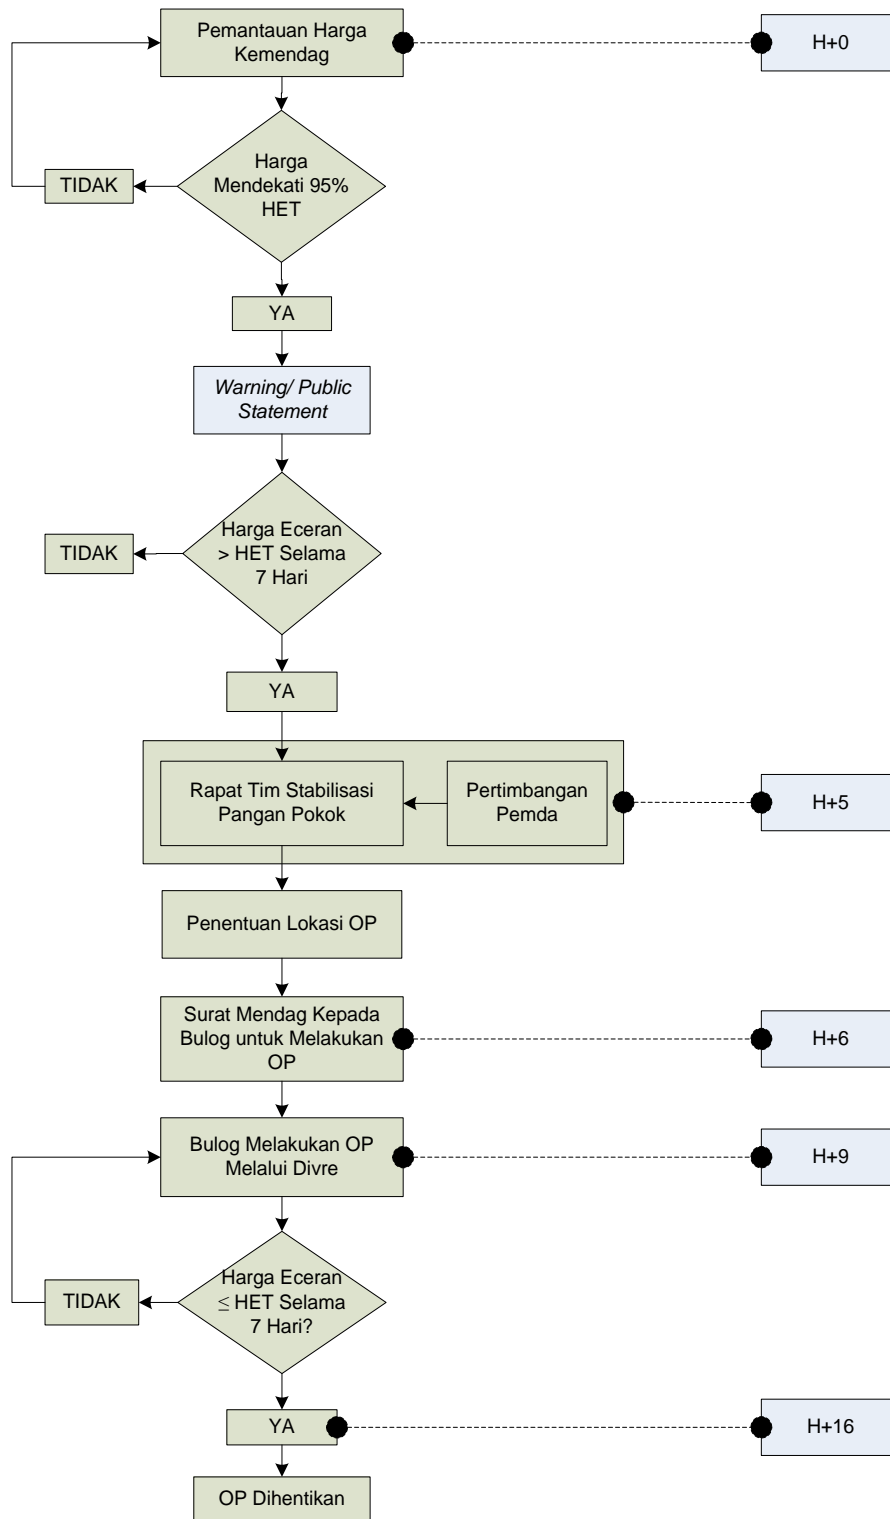 Pemantauan Harga
Kemendag
H+0
Harga
Mendekati 95%
HET
TIDAK
YA
Warning/ Public
Statement
Harga Eceran
> HET Selama
7 Hari
TIDAK
YA
Rapat Tim Stabilisasi
Pangan Pokok
Pertimbangan
Pemda
H+5
Penentuan Lokasi OP
Surat Mendag Kepada
Bulog untuk Melakukan
OP
H+6
Bulog Melakukan OP
Melalui Divre
H+9
Harga Eceran
≤ HET Selama
7 Hari?
TIDAK
YA
H+16
OP Dihentikan